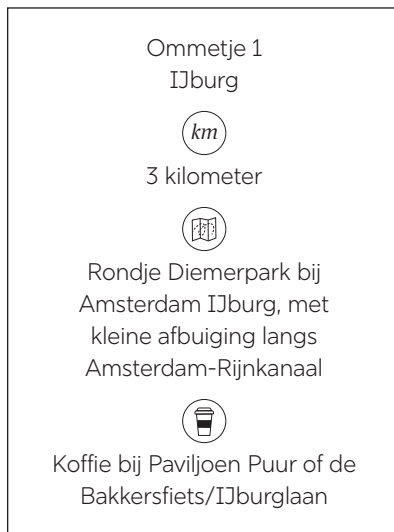 Ommetje 1
IJburg
km
3 kilometer
Rondje Diemerpark bij
Amsterdam IJburg, met
kleine afbuiging langs
Amsterdam-Rijnkanaal
Koffie bij Paviljoen Puur of de
Bakkersfiets/IJburglaan